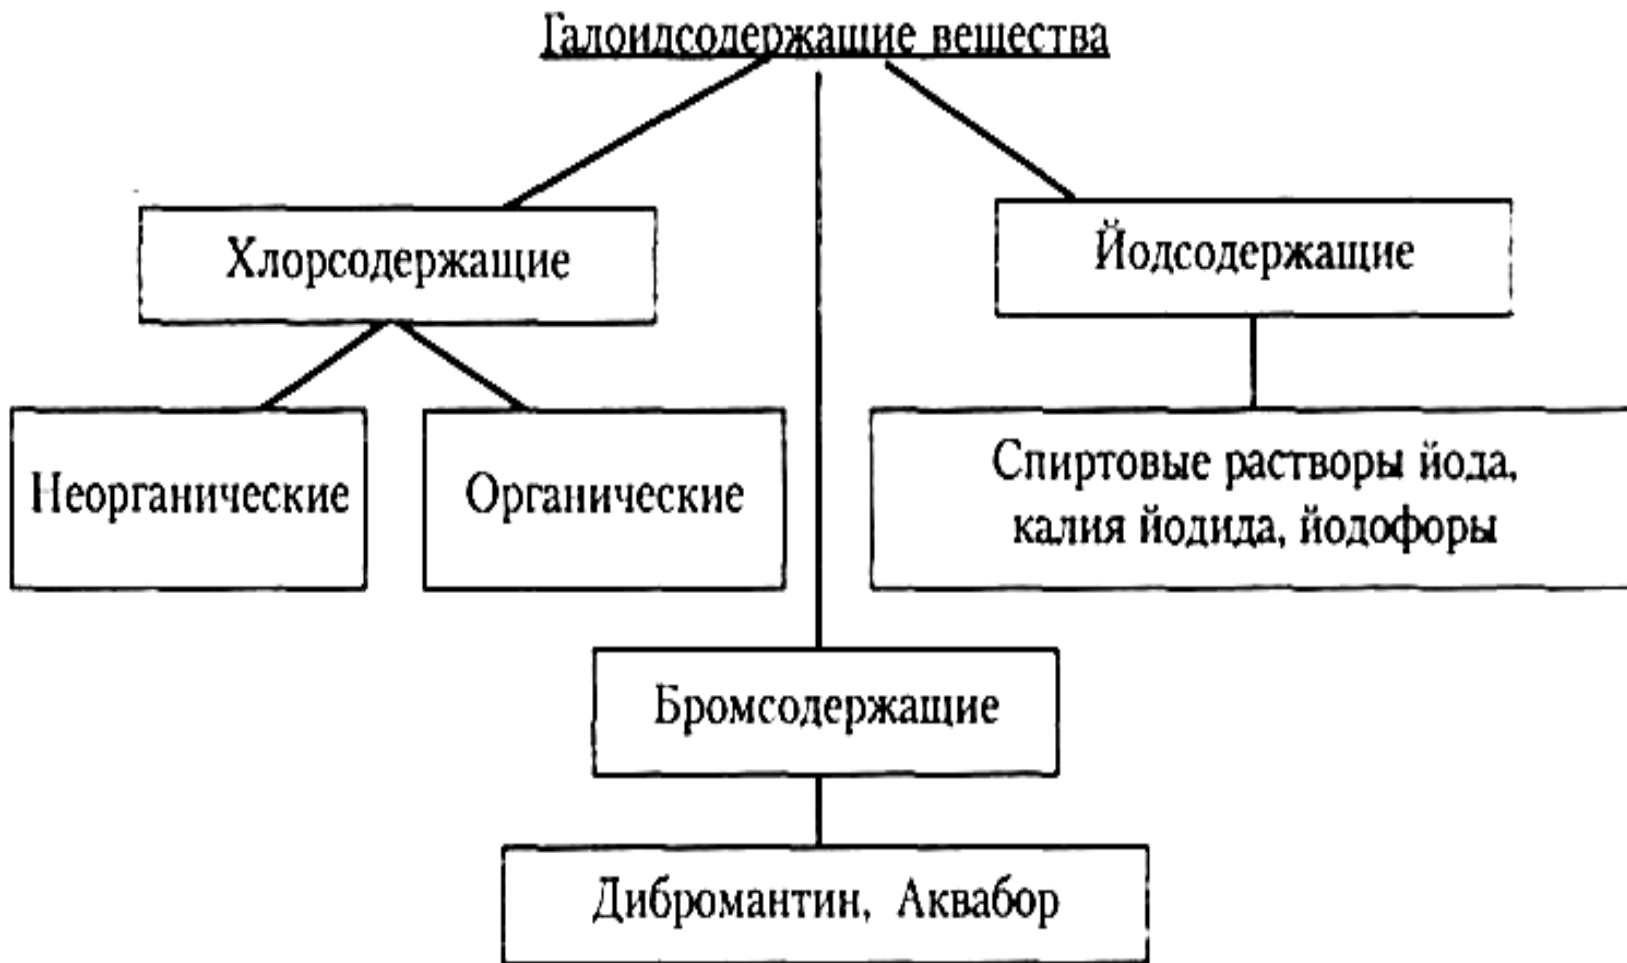 Галоидсодержащие вещества
Хлорсодержащие
Йодсодержащие
Неорганические
Органические
Спиртовые растворы йода,
калия йодида, йодофоры
Бромсодержащие
Дибромантин, Аквабор